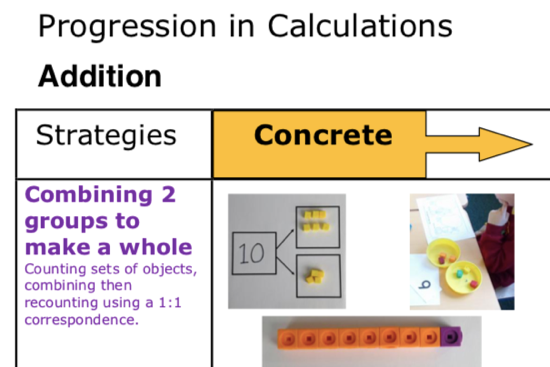 Progression in Calculations
Addition
Strategies
Concrete
Combining 2
groups to
make a whole
Counting sets of objects,
combining then
recounting using a 1:1
correspondence.
10
9